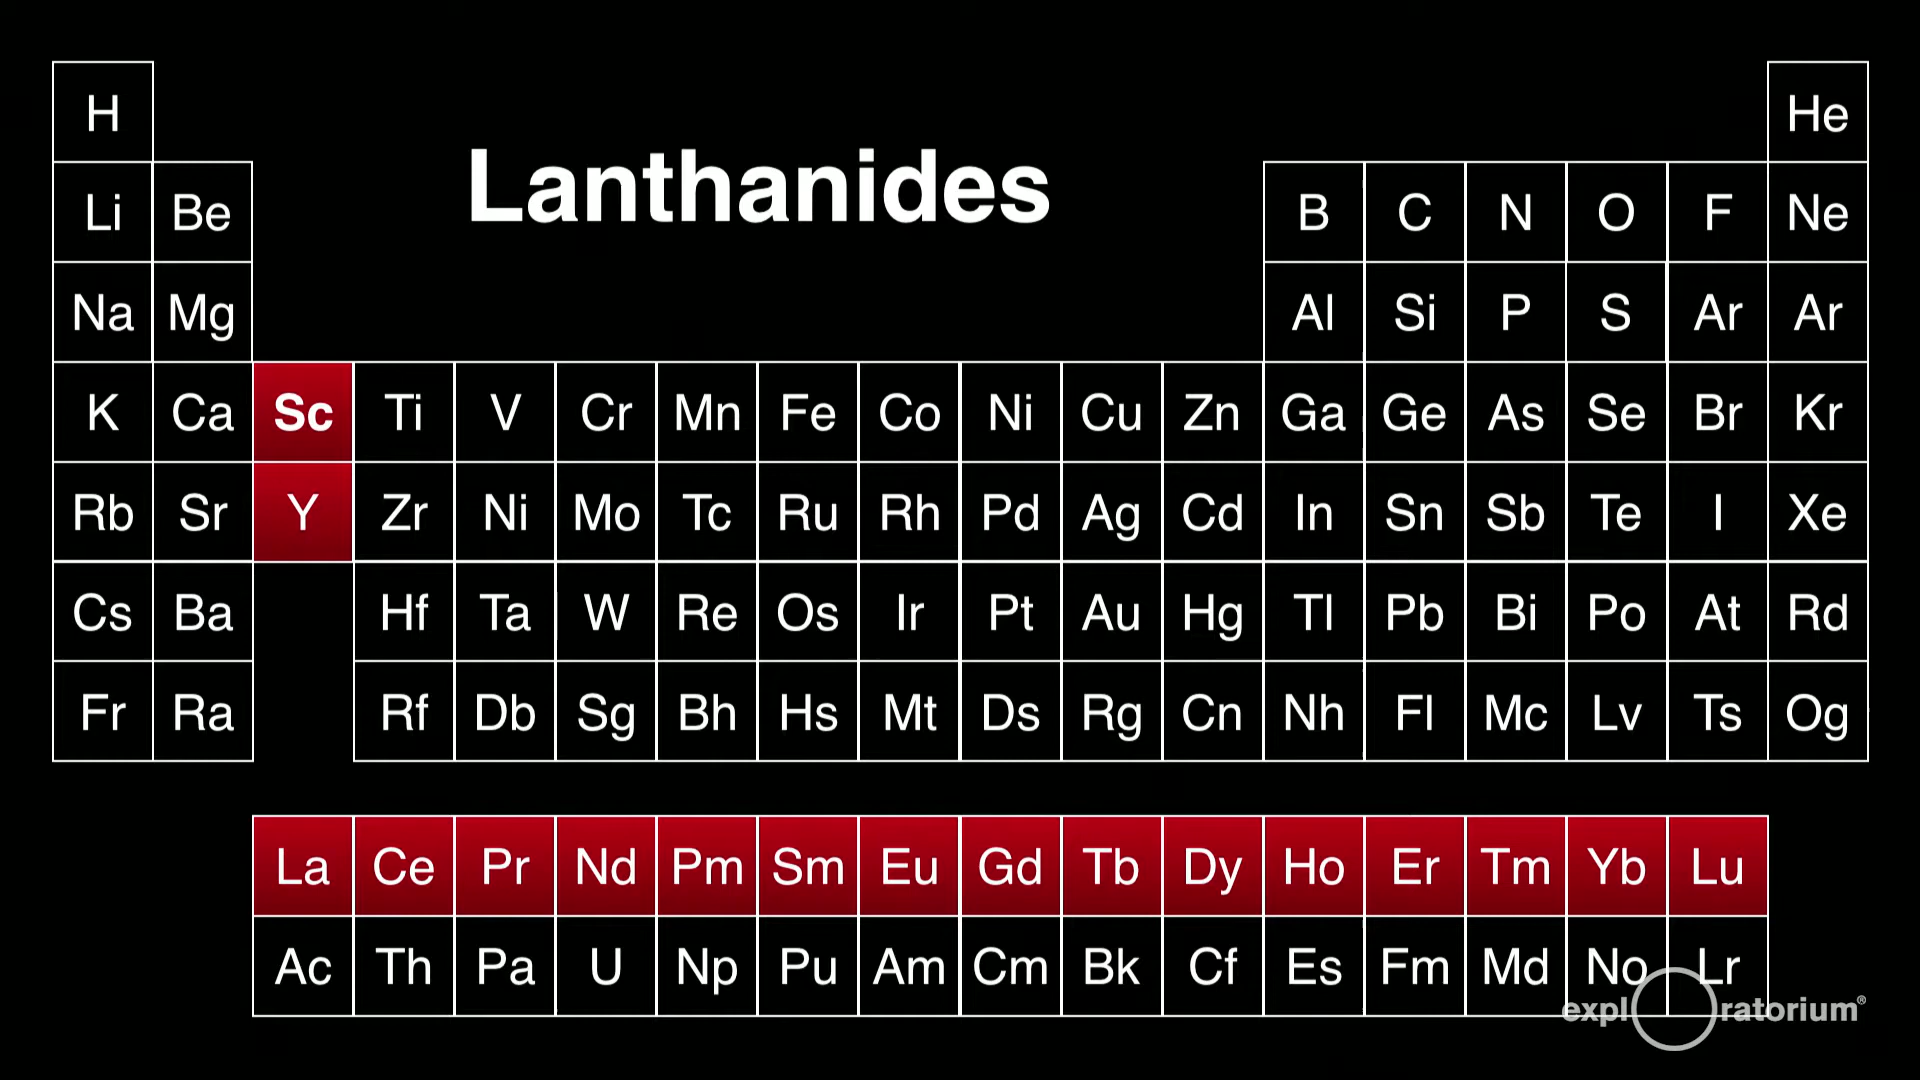 H He
Lanthanides
Li Be B C N O F Ne
Na Mg Al Si P S Ar Ar
K Ca Sc Ti V Cr Mn Fe Co Ni Cu Zn Ga Ge As Se Br Kr
Rb Sr Y Zr Ni Mo Tc Ru Rh Pd Ag Cd In Sn Sb Te I Xe
Cs Ba Hf Ta W Re Os Ir Pt Au Hg Tl Pb Bi Po At Rd
Fr Ra Rf Db Sg Bh Hs Mt Ds Rg Cn Nh Fl Mc Lv Ts Og
La Ce Pr Nd Pm Sm Eu Gd Tb Dy Ho Er Tm Yb Lu
Ac Th Pa U Np Pu Am Cm Bk Cf Es Fm Md No Lr
expl○ratorium®